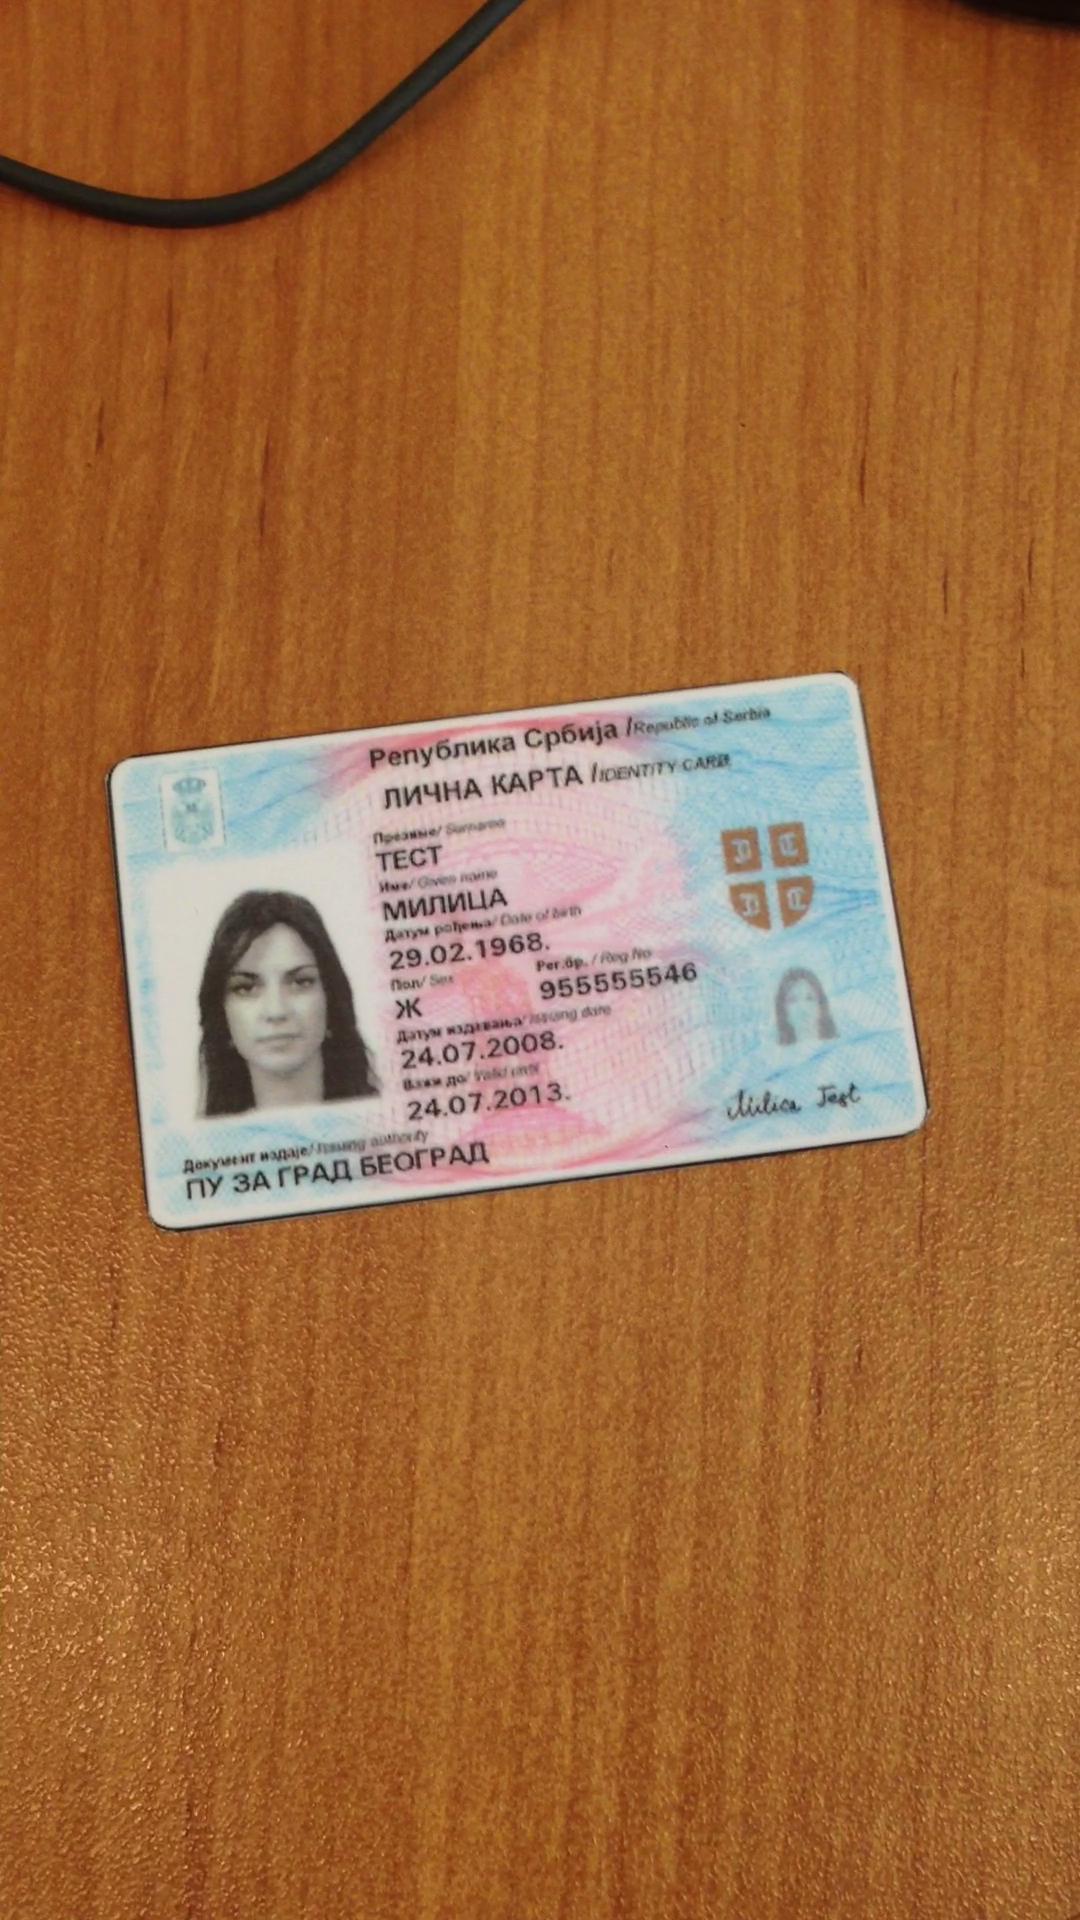 Република Србија /Republic of Serbia
ЛИЧНА КАРТА /IDENTITY CARD
Презиме/ Surname
ТЕСТ
Име/ Given name
МИЛИЦА
Датум рођења/ Date of birth
29.02.1968.
Пол/ Sex
Ж
Рег.бр. / Reg No
955555546
Датум издавања/ Issuing date
24.07.2008.
Важи до/ Valid until
24.07.2013.
Milica Test
Документ издаје/ Issuing authority
ПУ ЗА ГРАД БЕОГРАД